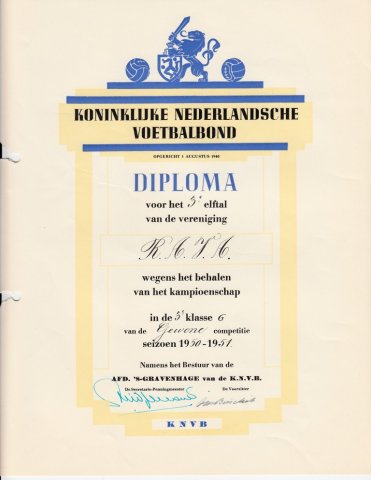 KONINKLIJKE NEDERLANDSCHE
VOETBALBOND
OPGERICHT 1 AUGUSTUS 1940
DIPLOMA
voor het 3e elftal
van de vereniging
wegens het behalen
van het kampioenschap
in de 3e klasse 6
van de Gewone competitie
seizoen 1950-1951
Namens het Bestuur van de
AFD. 'S-GRAVENHAGE van de K.N.V.B.
De Secretaris-Penningmeester De Voorzitter
KNVB